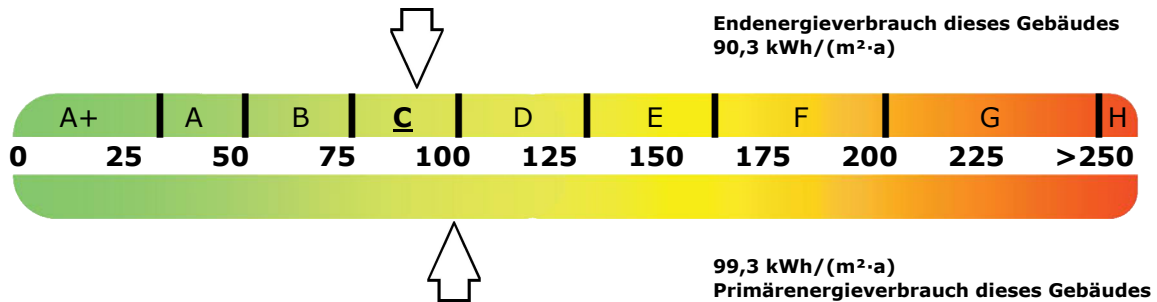 Endenergieverbrauch dieses Gebäudes
90,3 kWh/(m²·a)
A+ A B C D E F G H
0 25 50 75 100 125 150 175 200 225 >250
99,3 kWh/(m²·a)
Primärenergieverbrauch dieses Gebäudes